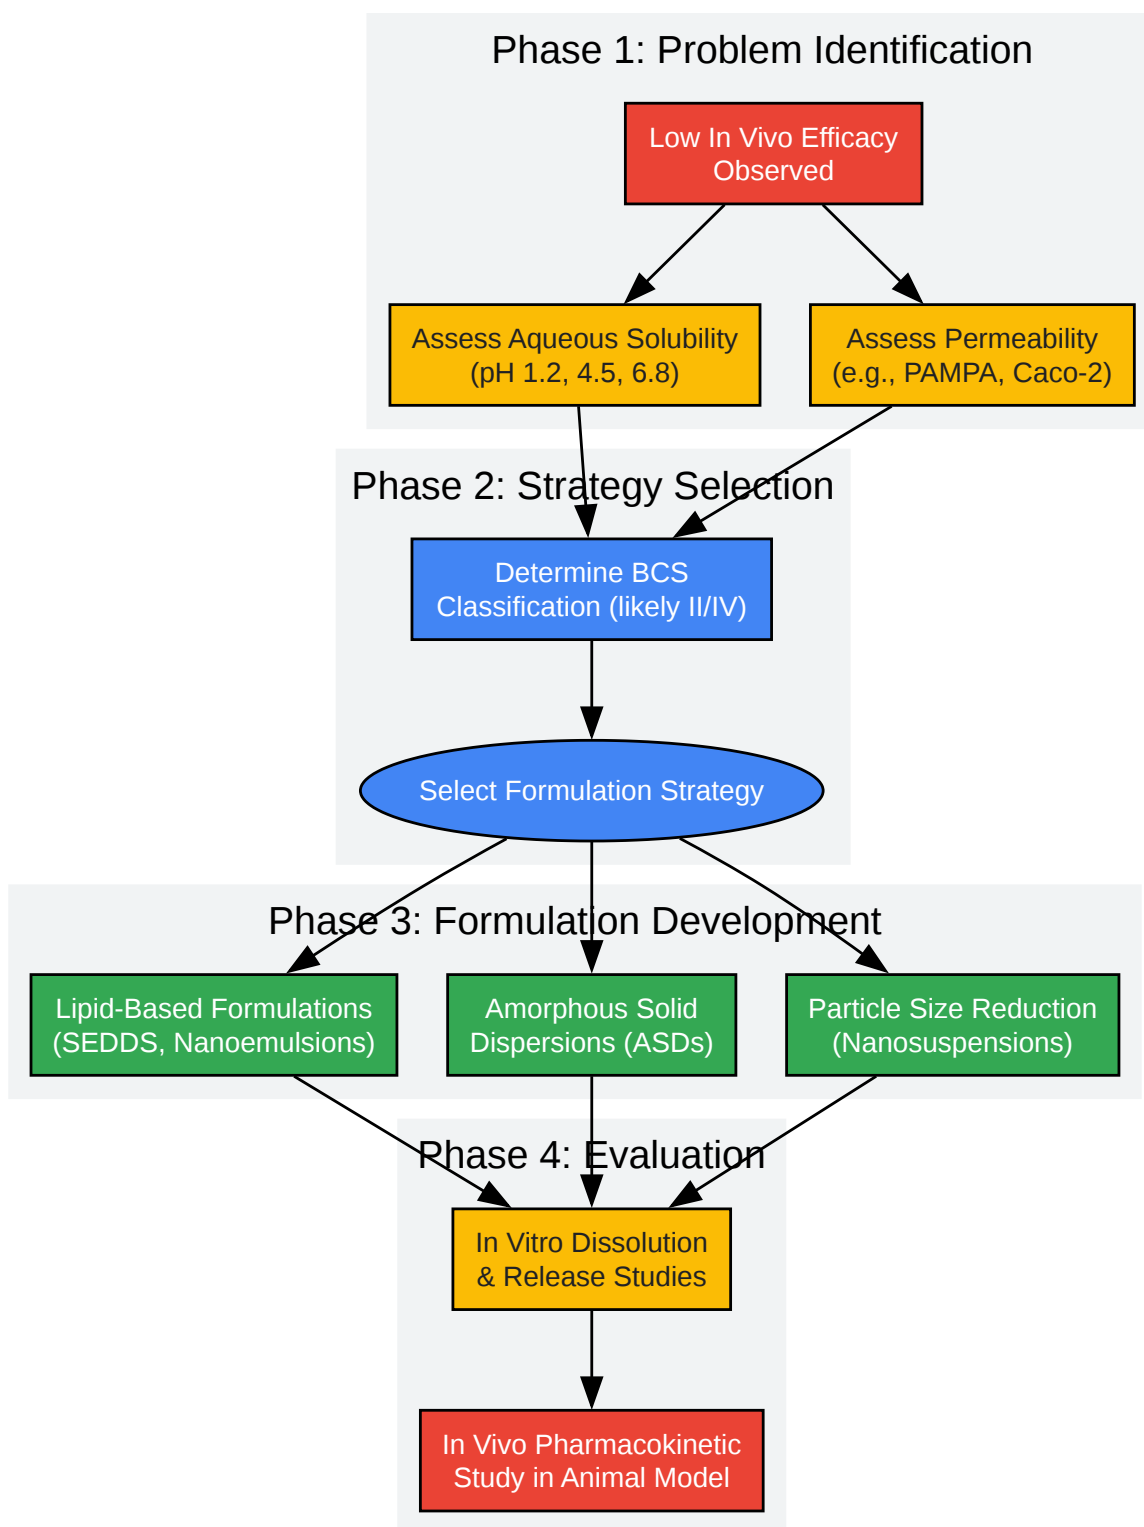 Phase 1: Problem Identification
Low In Vivo Efficacy
Observed
Assess Aqueous Solubility
(pH 1.2, 4.5, 6.8)
Assess Permeability
(e.g., PAMPA, Caco-2)
Phase 2: Strategy Selection
Determine BCS
Classification (likely II/IV)
Select Formulation Strategy
Phase 3: Formulation Development
Lipid-Based Formulations
(SEDDS, Nanoemulsions)
Amorphous Solid
Dispersions (ASDs)
Particle Size Reduction
(Nanosuspensions)
Phase 4: Evaluation
In Vitro Dissolution
& Release Studies
In Vivo Pharmacokinetic
Study in Animal Model